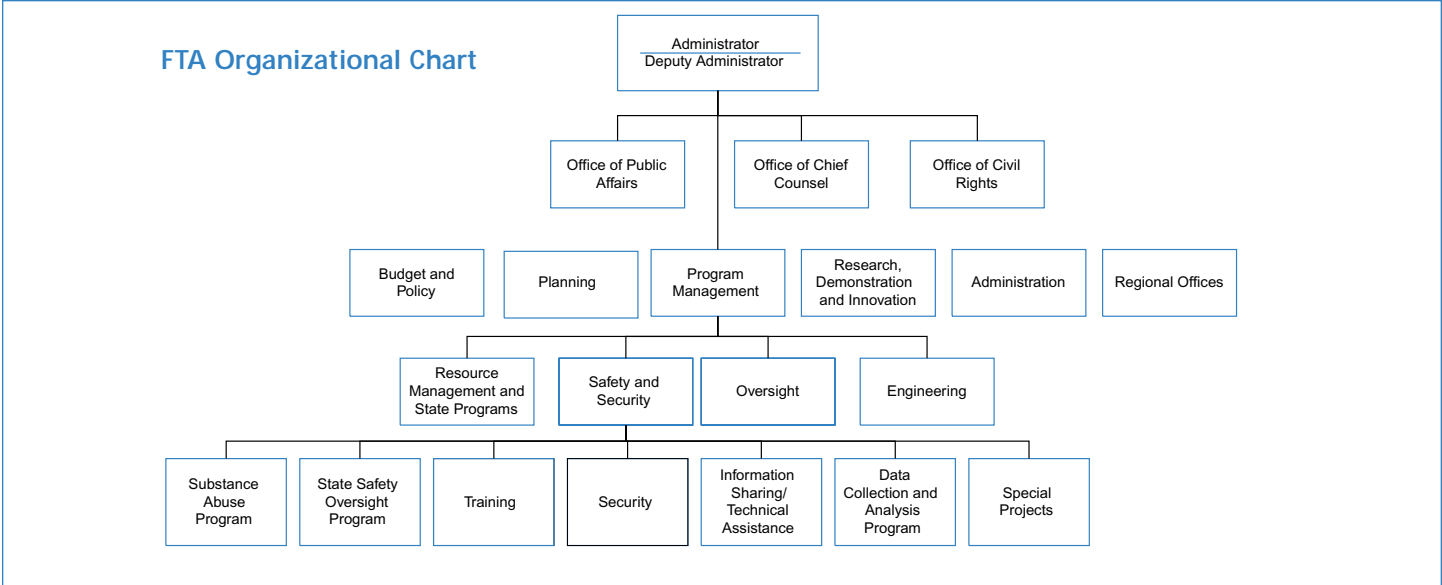 FTA Organizational Chart
Administrator
Deputy Administrator
Office of Public
Affairs
Office of Chief
Counsel
Office of Civil
Rights
Budget and
Policy
Planning
Program
Management
Research,
Demonstration
and Innovation
Administration
Regional Offices
Resource
Management and
State Programs
Safety and
Security
Oversight
Engineering
Substance
Abuse
Program
State Safety
Oversight
Program
Training
Security
Information
Sharing/
Technical
Assistance
Data
Collection and
Analysis
Program
Special
Projects